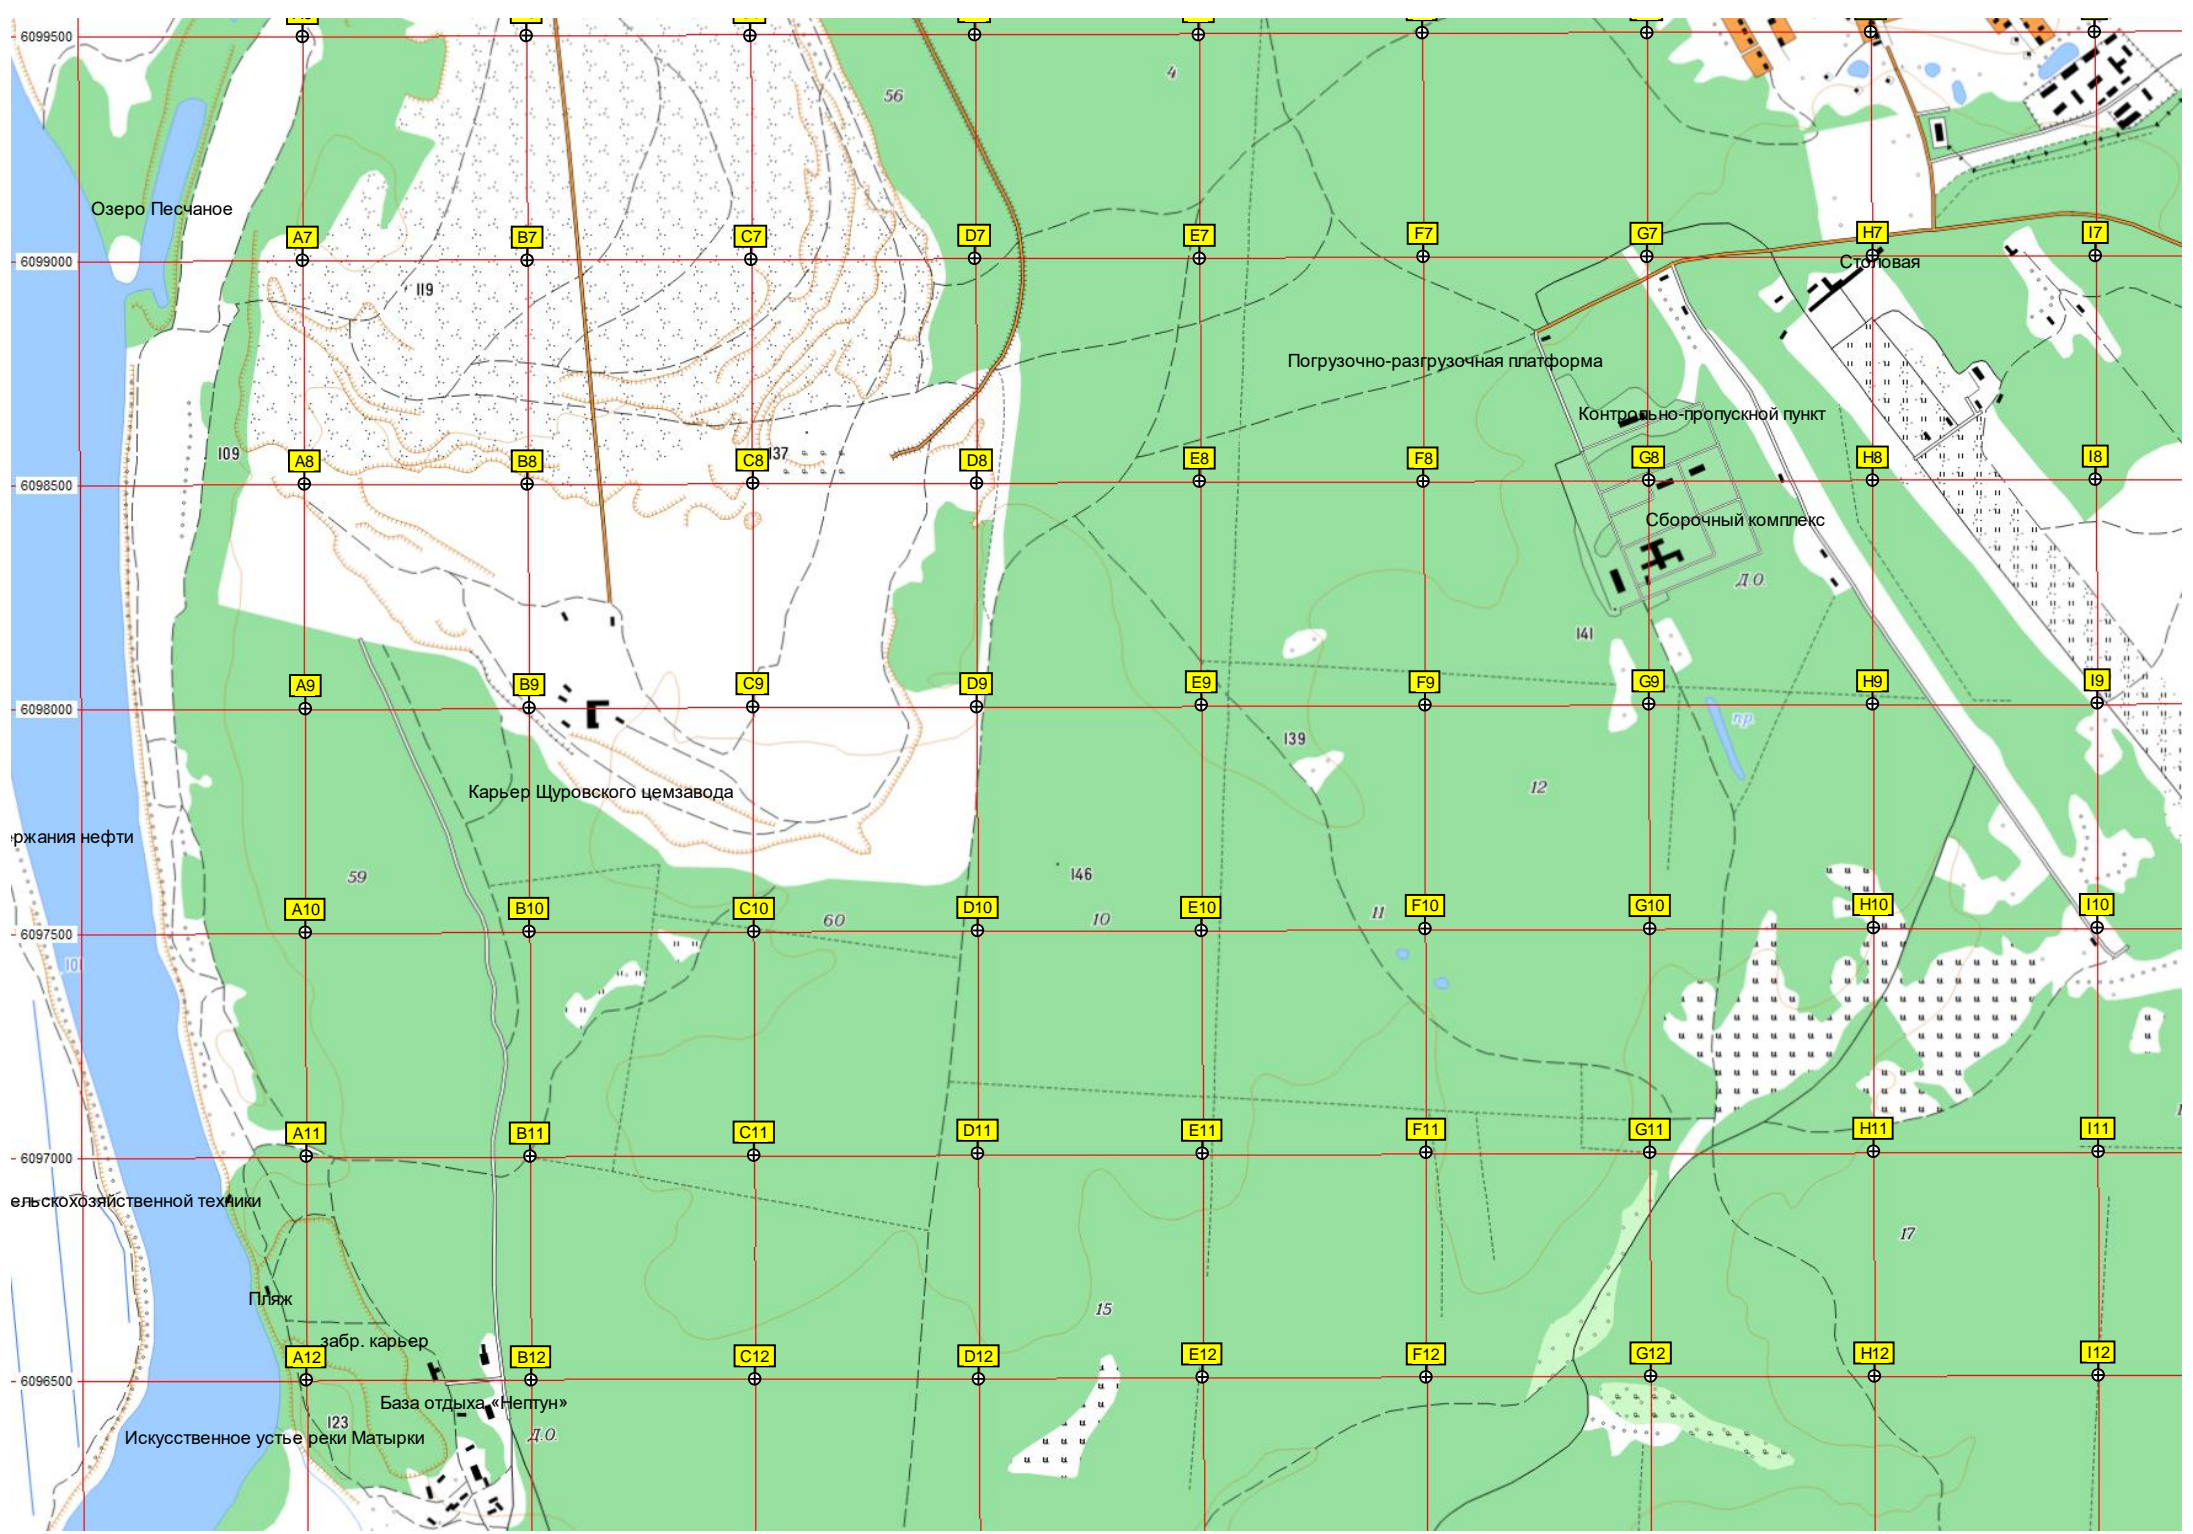 6099500
4
56
Озеро Песчаное
A7
B7
C7
D7
E7
F7
G7
H7
I7
6099000
Столовая
119
Погрузочно-разгрузочная платформа
Контрольно-пропускной пункт
109
137
A8
B8
C8
D8
E8
F8
G8
H8
I8
6098500
Сборочный комплекс
Д.О.
141
A9
B9
C9
D9
E9
F9
G9
H9
I9
6098000
пр.
139
Карьер Щуровского цемзавода
12
ержания нефти
59
146
A10
B10
C10
D10
E10
F10
G10
H10
I10
60
10
11
6097500
A11
B11
C11
D11
E11
F11
G11
H11
I11
6097000
ельскохозяйственной техники
17
Пляж
15
забр. карьер
A12
B12
C12
D12
E12
F12
G12
H12
I12
6096500
База отдыха «Нептун»
123
Искусственное устье реки Матырки
Д.О.